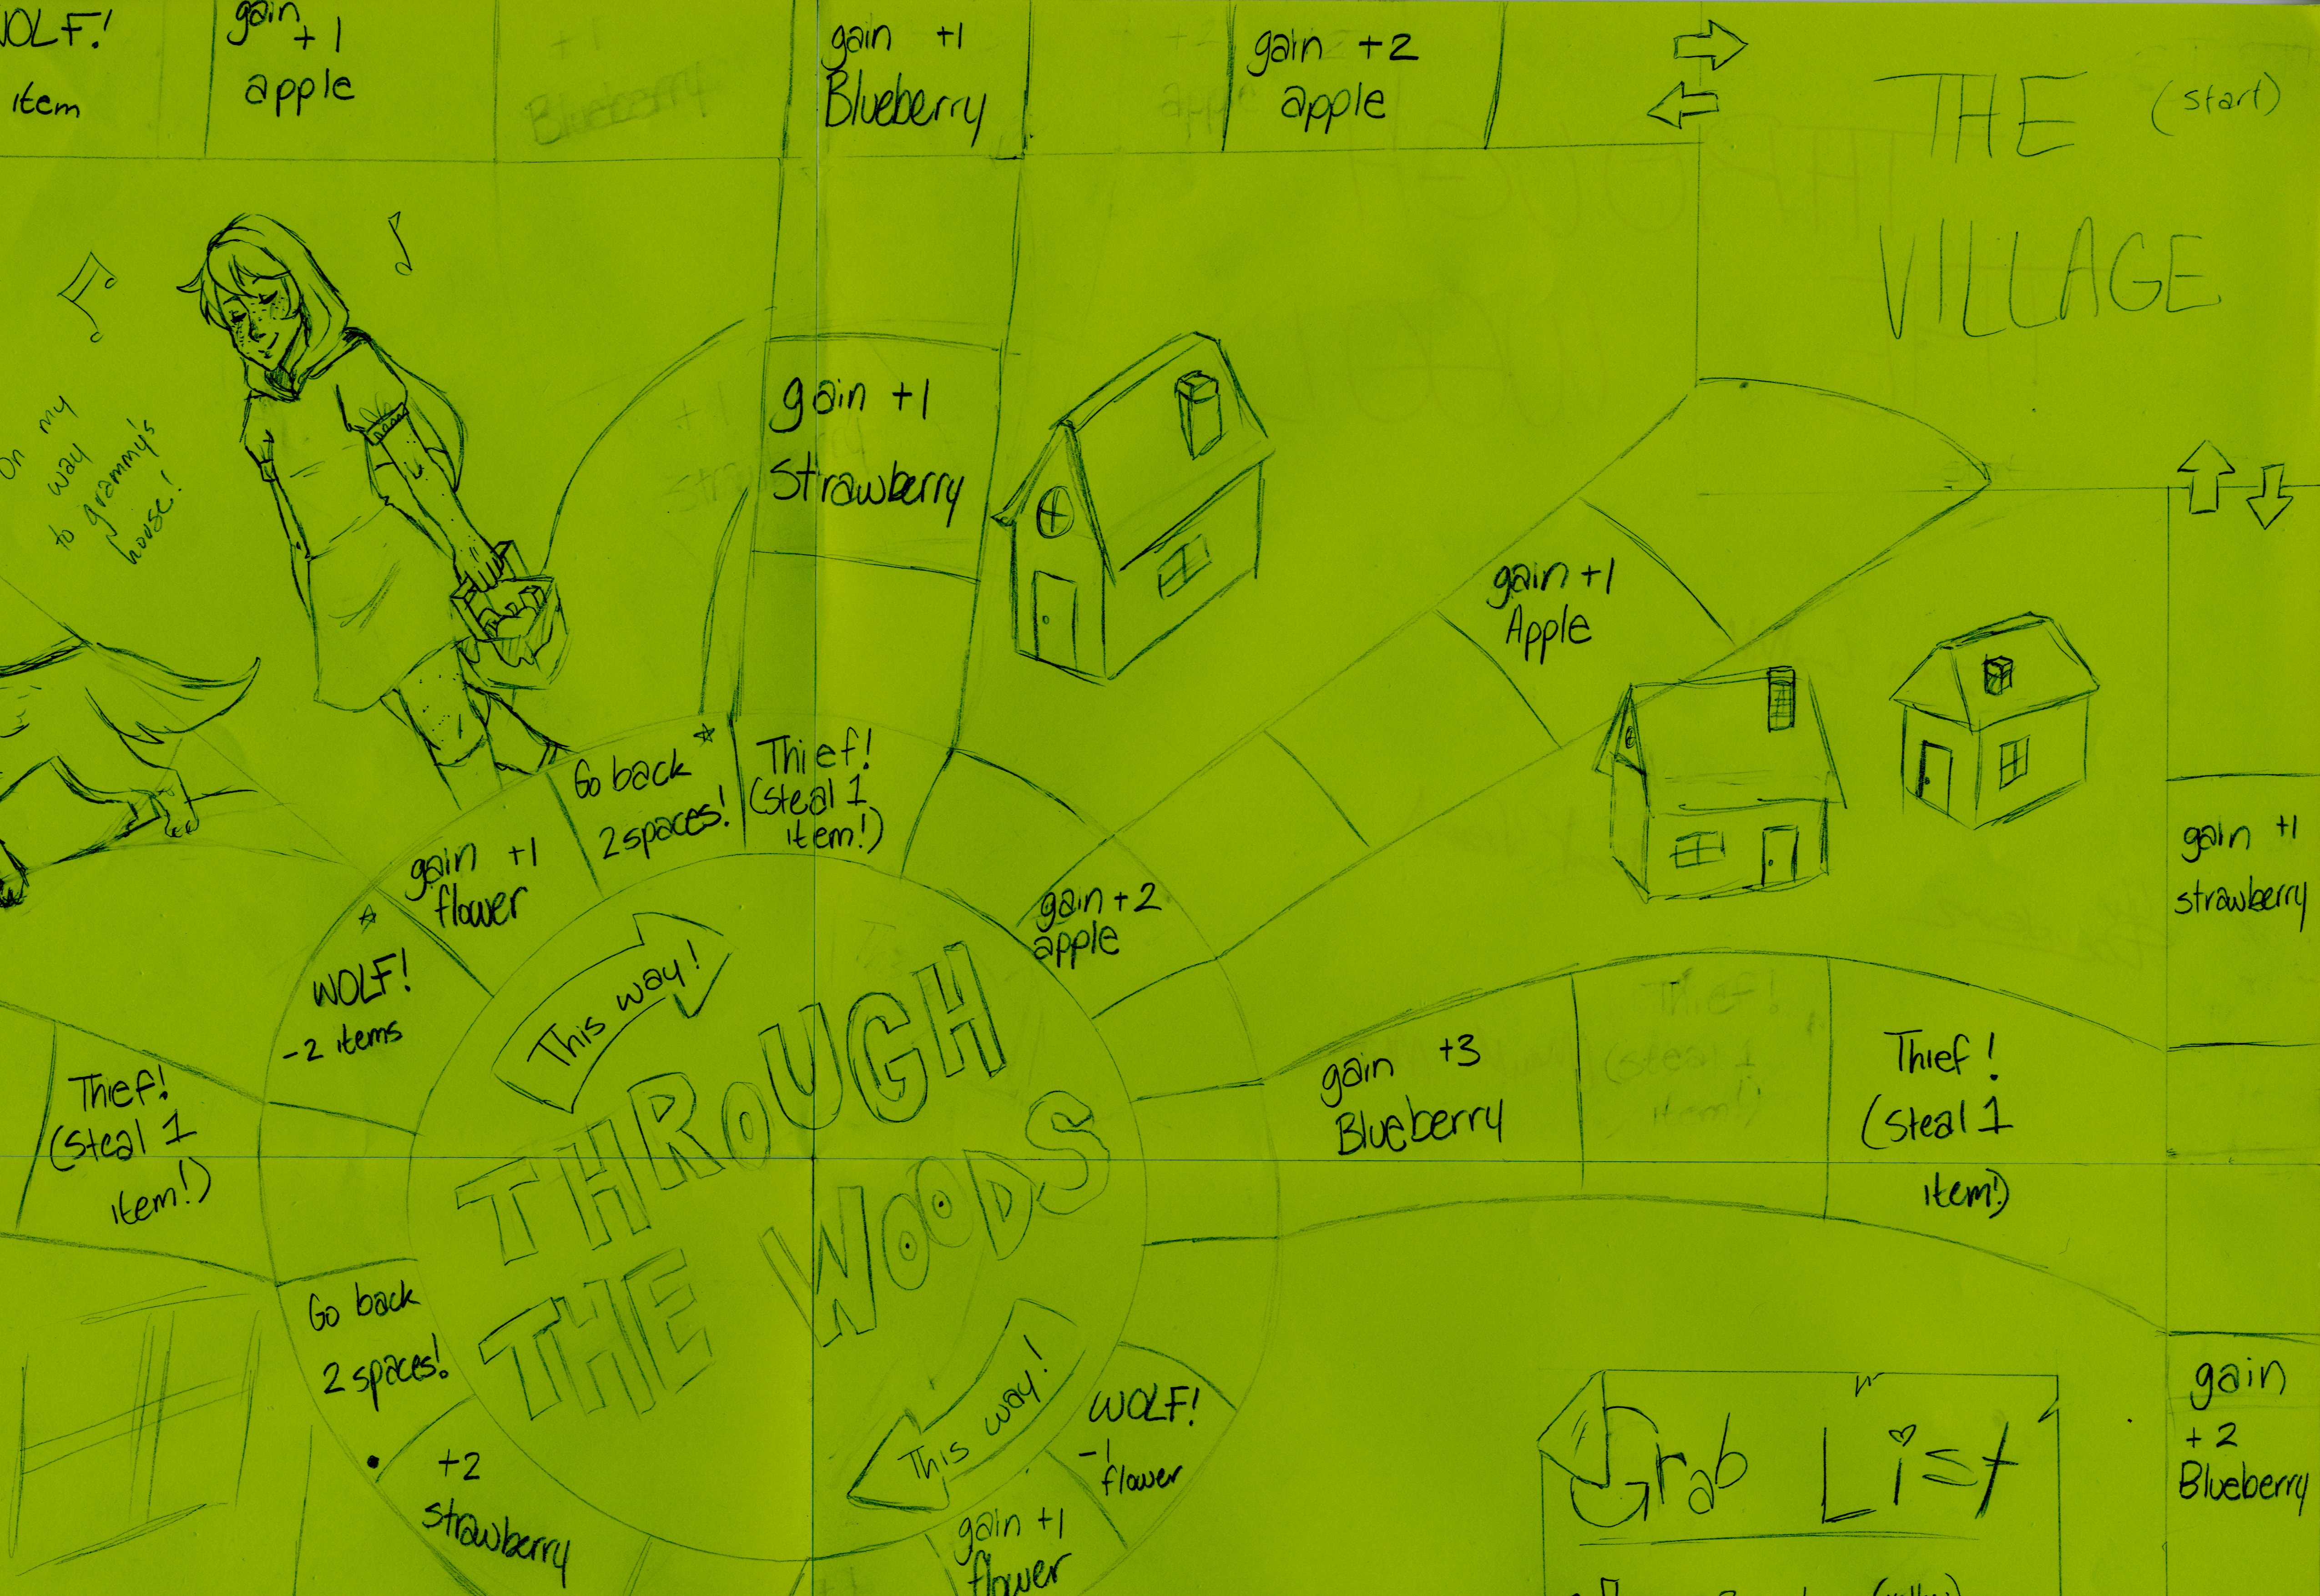 WOLF!
item
gain
+1
apple
+1
Blueberry
gain +1
Blueberry
gain +2
apple
THE (start)
VILLAGE
On my
way
to grammy's
house!
gain +1
Strawberry
gain +1
Apple
gain +1
strawberry
Go back
2 spaces!
Thief!
(Steal 1
item!)
gain +1
flower
gain +2
apple
WOLF!
-2 items
This way!
THROUGH
THE WOODS
This way!
Thief!
(Steal 1
item!)
gain +3
Blueberry
Thief!
(Steal 1
item!)
Go back
2 spaces!
+2
strawberry
WOLF!
-1
flower
gain +1
flower
Grab List
gain
+2
Blueberry